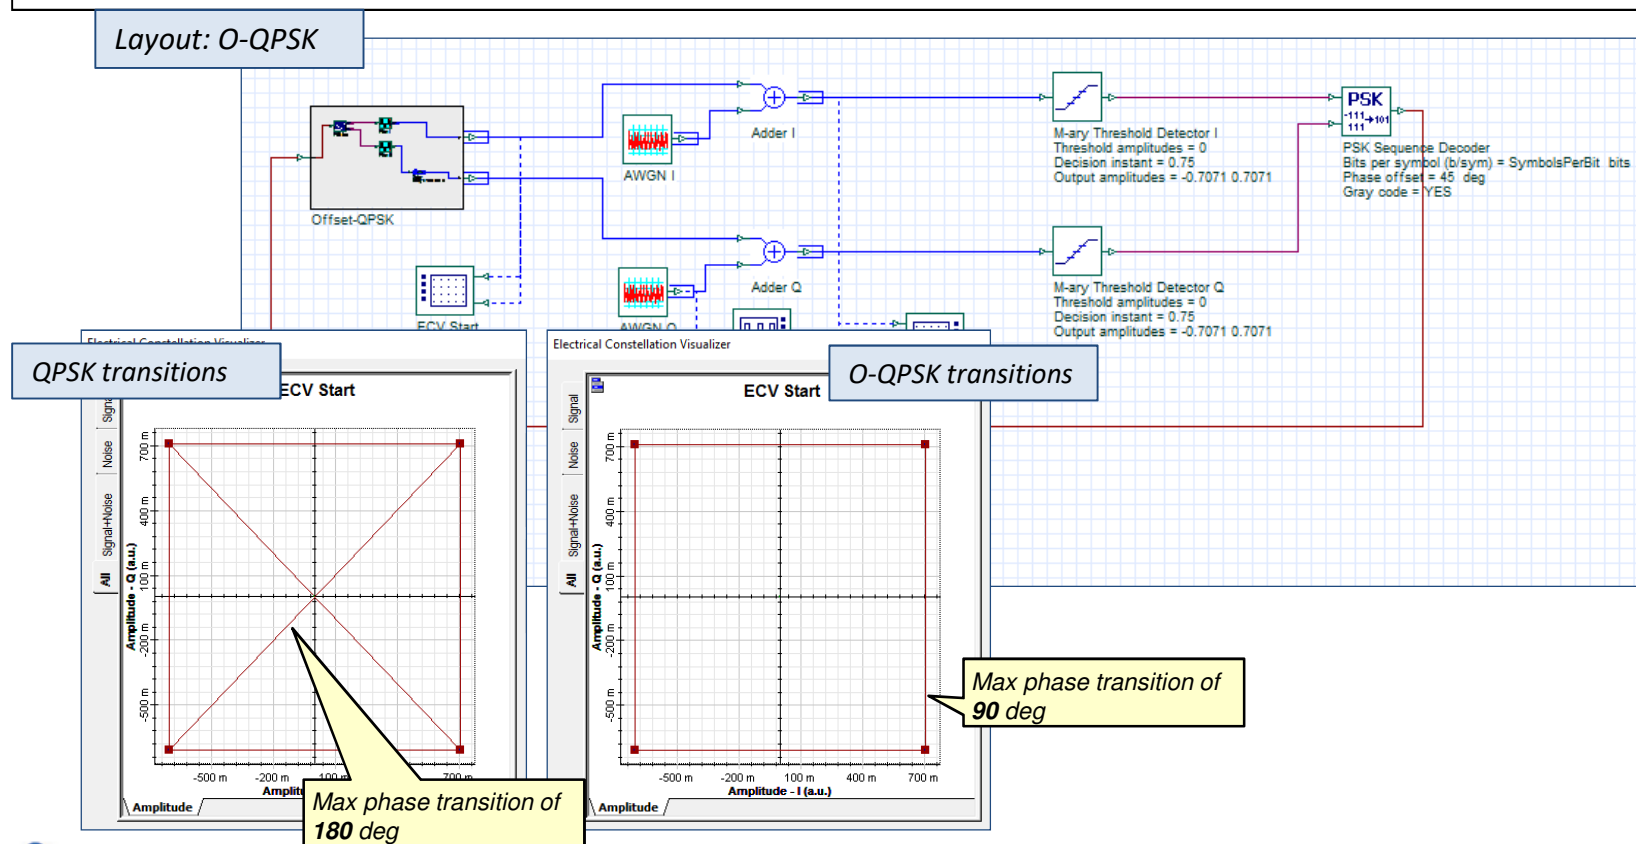 Layout: O-QPSK
Offset-QPSK
ECV Start
AWGN I
Adder I
Adder Q
M-ary Threshold Detector I
Threshold amplitudes = 0
Decision instant = 0.75
Output amplitudes = -0.7071 0.7071
M-ary Threshold Detector Q
Threshold amplitudes = 0
Decision instant = 0.75
Output amplitudes = -0.7071 0.7071
PSK
-111
111 →101
PSK Sequence Decoder
Bits per symbol (b/sym) = SymbolsPerBit bits
Phase offset = 45 deg
Gray code = YES
QPSK transitions
ECV Start
Noise
Signal+Noise
All
Amplitude - Q (a.u.)
700 m
400 m
100 m
-200 m
-500 m
-500 m
-200 m
100 m
700 m
Amplitude
Max phase transition of
180 deg
Electrical Constellation Visualizer
O-QPSK transitions
ECV Start
Signal
Noise
Signal+Noise
All
Amplitude - Q (a.u.)
700 m
400 m
100 m
-200 m
-500 m
-500 m
-200 m
100 m
400 m
700 m
Amplitude - I (a.u.)
Amplitude
Max phase transition of
90 deg